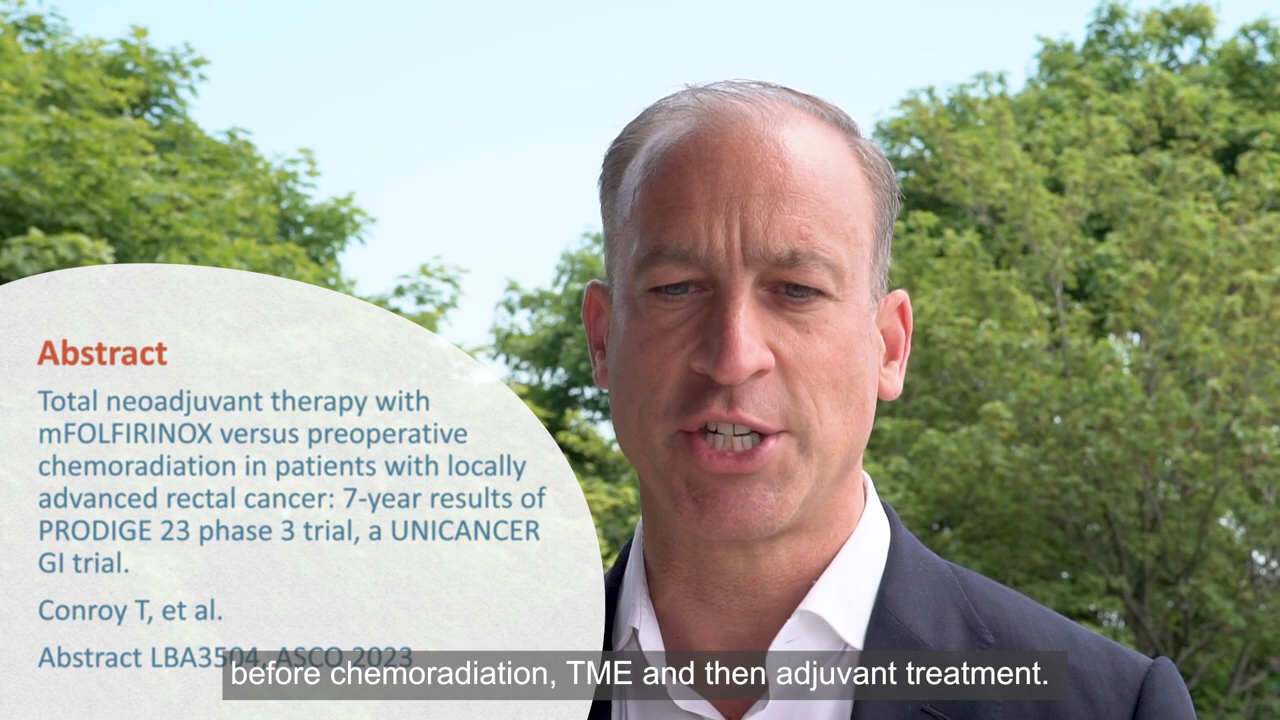 Abstract
Total neoadjuvant therapy with
mFOLFIRINOX versus preoperative
chemoradiation in patients with locally
advanced rectal cancer: 7-year results of
PRODIGE 23 phase 3 trial, a UNICANCER
GI trial.
Conroy T, et al.
Abstract LBA3504, ASCO 2023
before chemoradiation, TME and then adjuvant treatment.